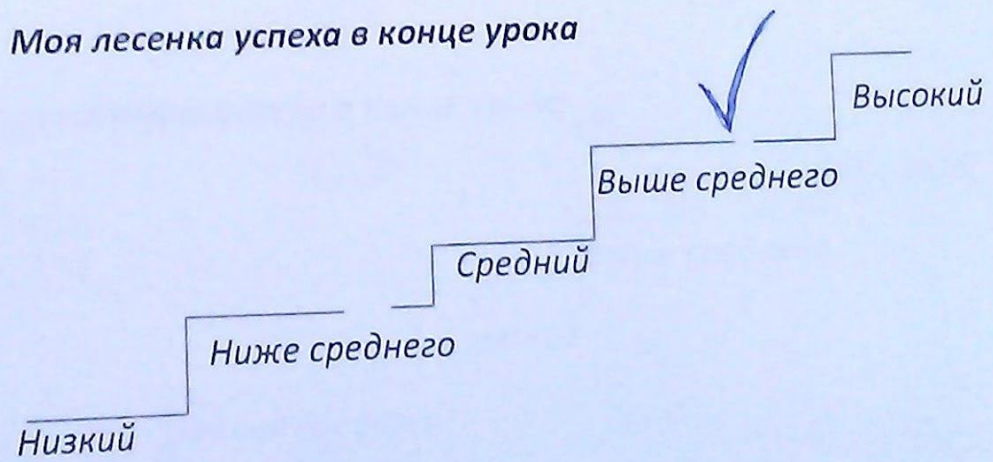 Моя лесенка успеха в конце урока
Высокий
Выше среднего
Средний
Ниже среднего
Низкий